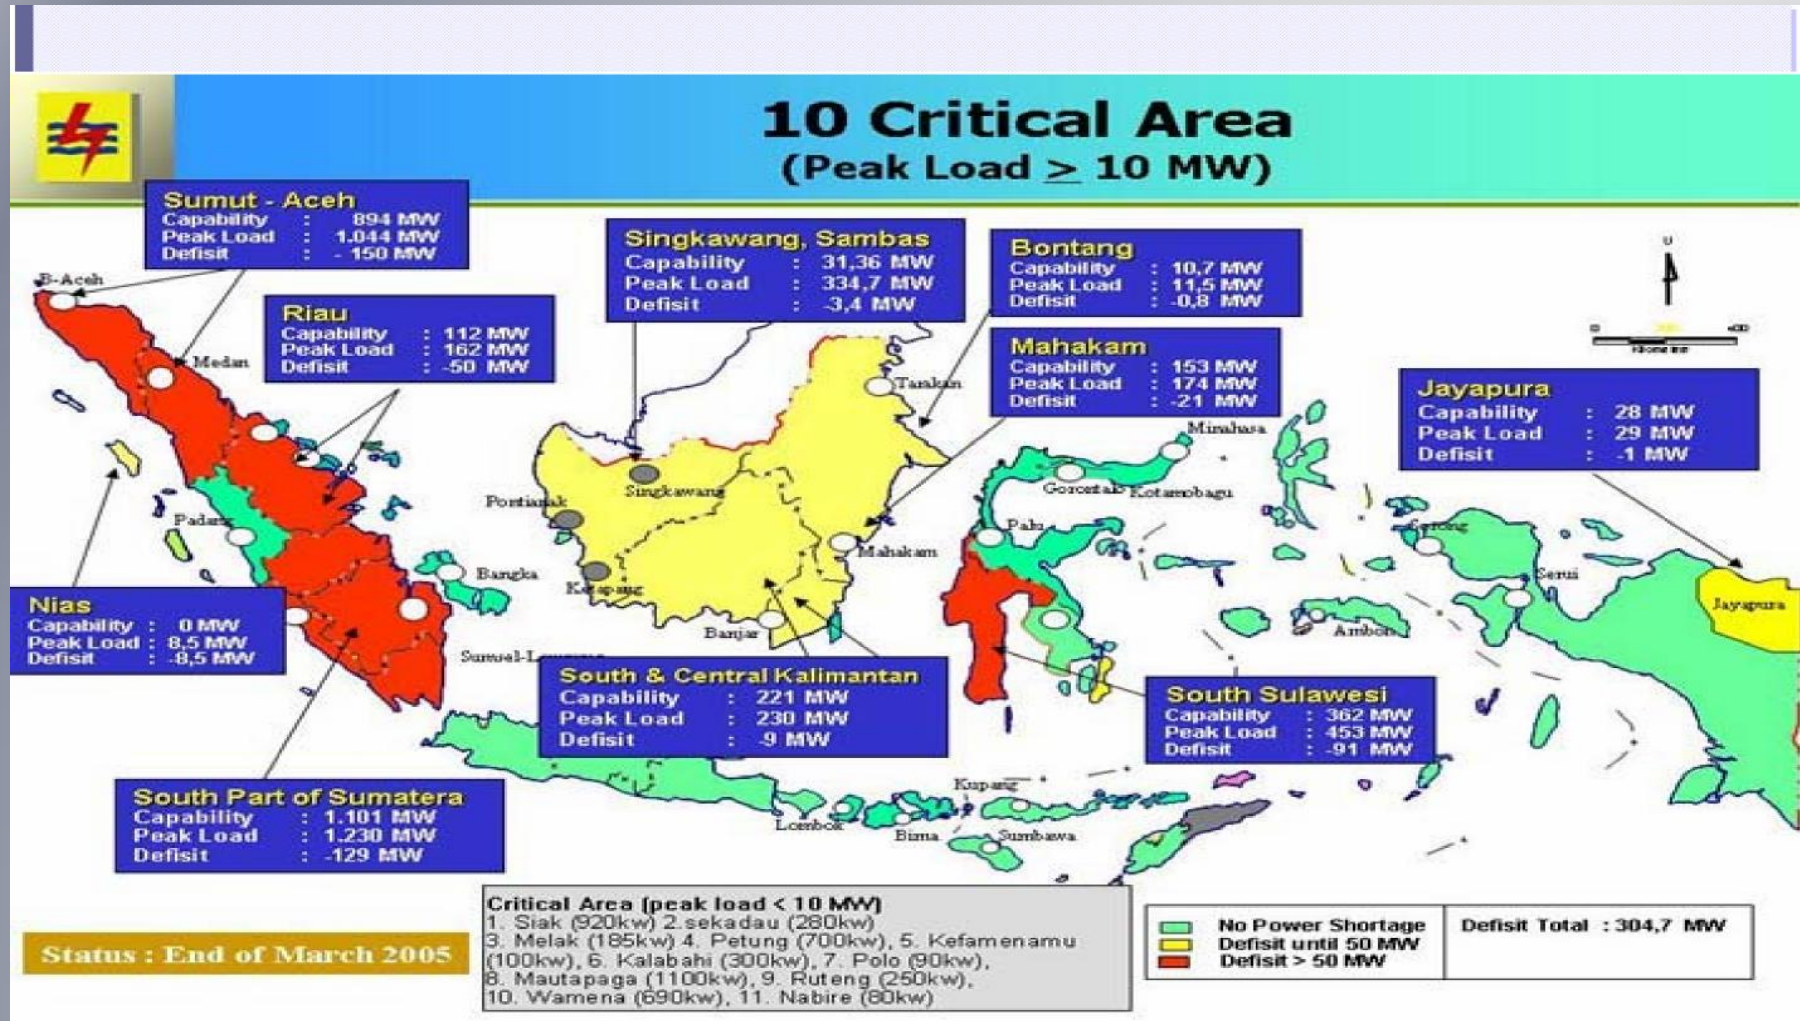 10 Critical Area
(Peak Load ≥ 10 MW)
Sumut - Aceh
Capability : 894 MW
Peak Load : 1.044 MW
Defisit : - 150 MW
Riau
Capability : 112 MW
Peak Load : 162 MW
Defisit : -50 MW
Singkawang, Sambas
Capability : 31,36 MW
Peak Load : 334,7 MW
Defisit : -3,4 MW
Bontang
Capability : 10,7 MW
Peak Load : 11,5 MW
Defisit : -0,8 MW
Mahakam
Capability : 153 MW
Peak Load : 174 MW
Defisit : -21 MW
Jayapura
Capability : 28 MW
Peak Load : 29 MW
Defisit : -1 MW
U
0
400
B-Aceh
Medan
Padang
Bangka
Pontianak
Singkawang
Ketapang
Tarakan
Mahakam
Banjar
Minahasa
Gorontalo
Kotamobagu
Palu
Sorong
Serui
Ambon
Jayapura
Nias
Capability : 0 MW
Peak Load : 8,5 MW
Defisit : -8,5 MW
South & Central Kalimantan
Capability : 221 MW
Peak Load : 230 MW
Defisit : -9 MW
South Sulawesi
Capability : 362 MW
Peak Load : 453 MW
Defisit : -91 MW
South Part of Sumatera
Capability : 1.101 MW
Peak Load : 1.230 MW
Defisit : -129 MW
Lombok
Bima
Kupang
Sumbawa
Status : End of March 2005
Critical Area (peak load < 10 MW)
1. Siak (920kw) 2.sekadau (280kw)
3. Melak (185kw) 4. Petung (700kw), 5. Kefamenamu
(100kw), 6. Kalabahi (300kw), 7. Polo (90kw),
8. Mautapaga (1100kw), 9. Ruteng (250kw),
10. Wamena (690kw), 11. Nabire (80kw)
No Power Shortage
Defisit until 50 MW
Defisit > 50 MW
Defisit Total : 304,7 MW